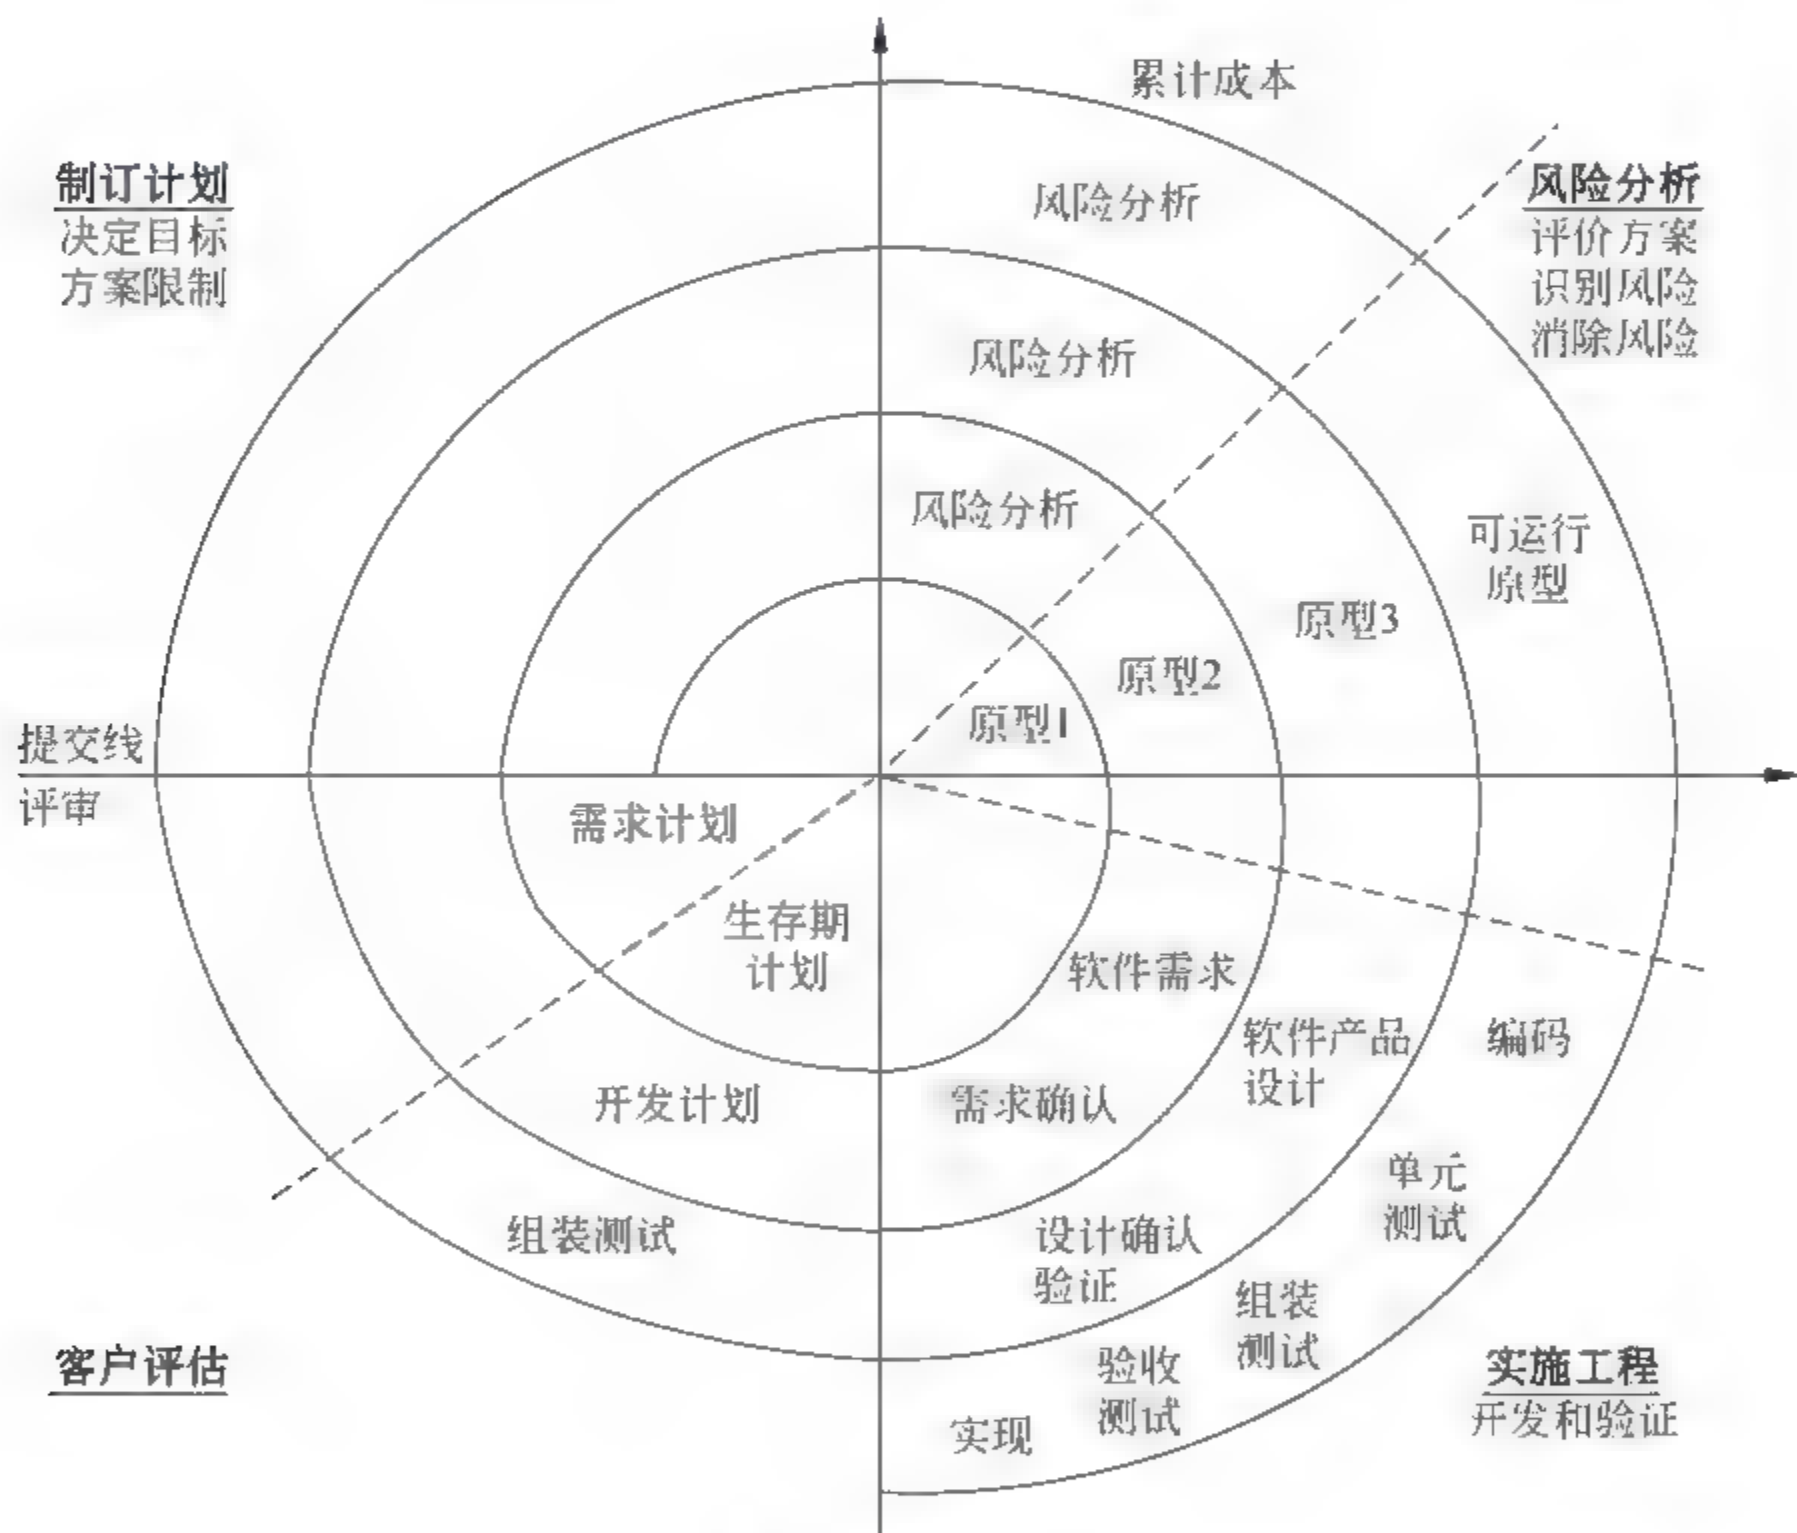 累计成本
制订计划
决定目标
方案限制
风险分析
评价方案
识别风险
消除风险
风险分析
风险分析
风险分析
可运行
原型
原型3
原型2
原型1
提交线
评审
需求计划
生存期
计划
软件需求
软件产品
设计
编码
开发计划
需求确认
单元
测试
组装测试
设计确认
验证
组装
测试
验收
测试
实现
客户评估
实施工程
开发和验证